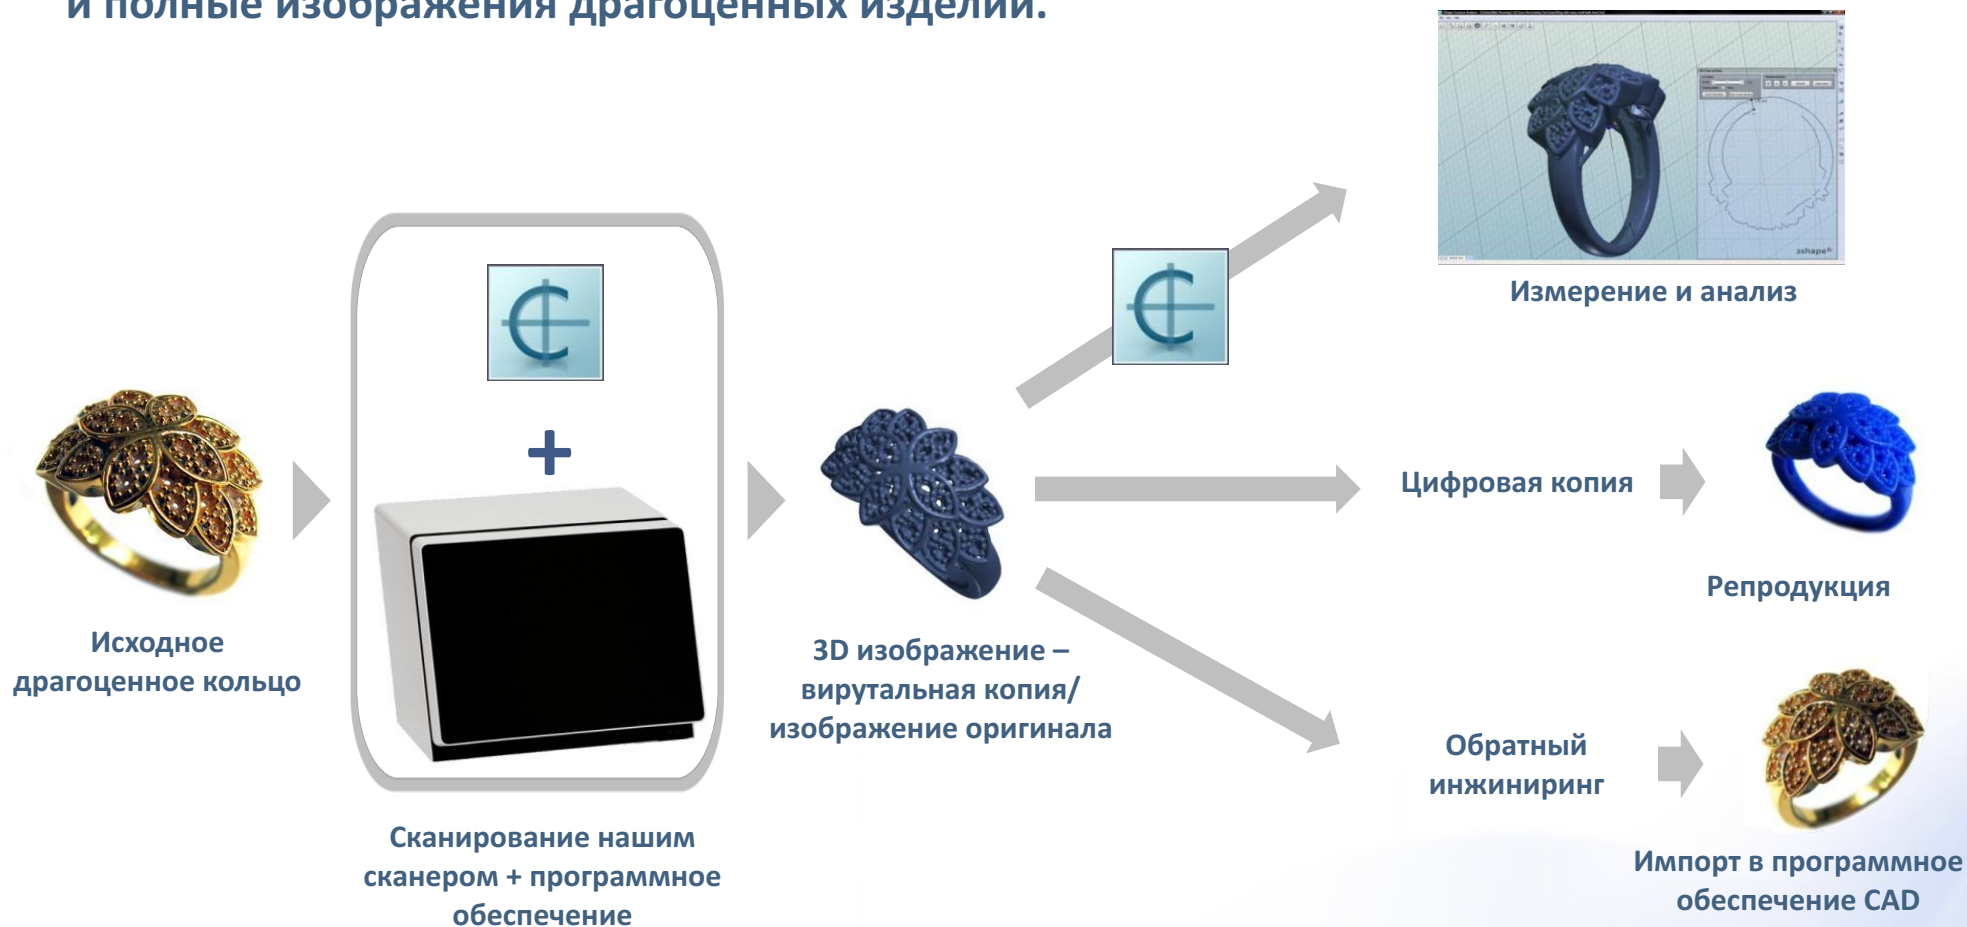 и полные изображения драгоценных изделий.
Измерение и анализ
Цифровая копия
Репродукция
Исходное
драгоценное кольцо
3D изображение –
вирутальная копия/
изображение оригинала
Обратный
инжиниринг
Сканирование нашим
сканером + программное
обеспечение
Импорт в программное
обеспечение CAD
3shape